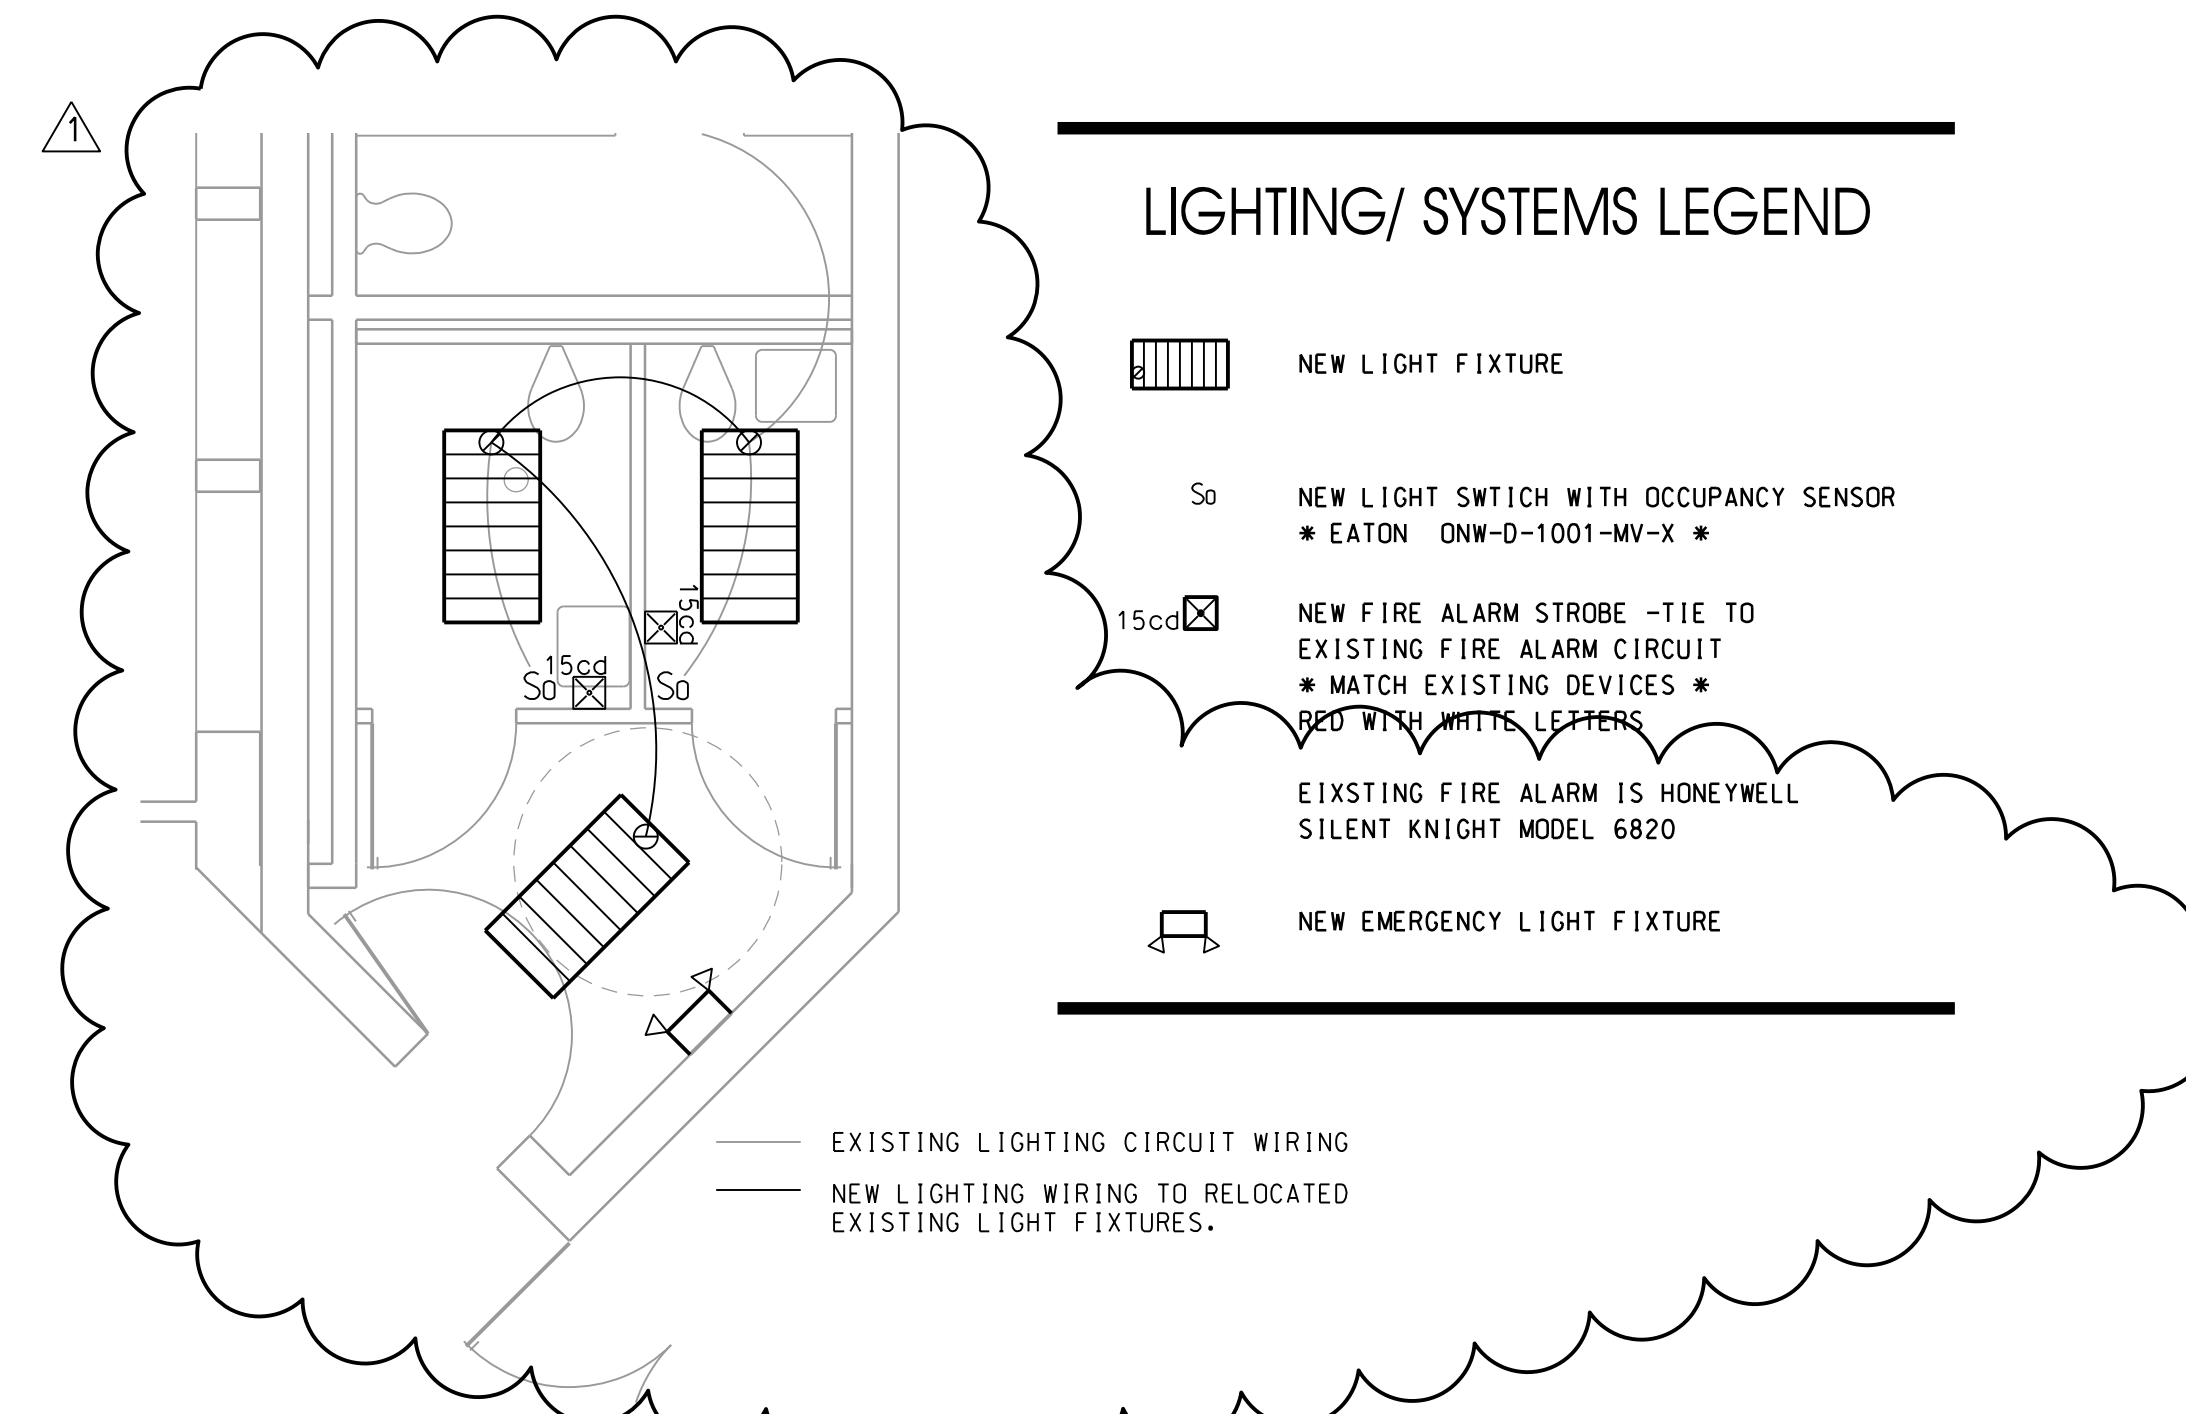 1
LIGHTING/ SYSTEMS LEGEND
NEW LIGHT FIXTURE
So
NEW LIGHT SWTICH WITH OCCUPANCY SENSOR
* EATON ONW-D-1001-MV-X *
15cd
NEW FIRE ALARM STROBE -TIE TO
EXISTING FIRE ALARM CIRCUIT
* MATCH EXISTING DEVICES *
RED WITH WHITE LETTERS
EIXSTING FIRE ALARM IS HONEYWELL
SILENT KNIGHT MODEL 6820
NEW EMERGENCY LIGHT FIXTURE
15cd
15cd
So
So
EXISTING LIGHTING CIRCUIT WIRING
NEW LIGHTING WIRING TO RELOCATED
EXISTING LIGHT FIXTURES.